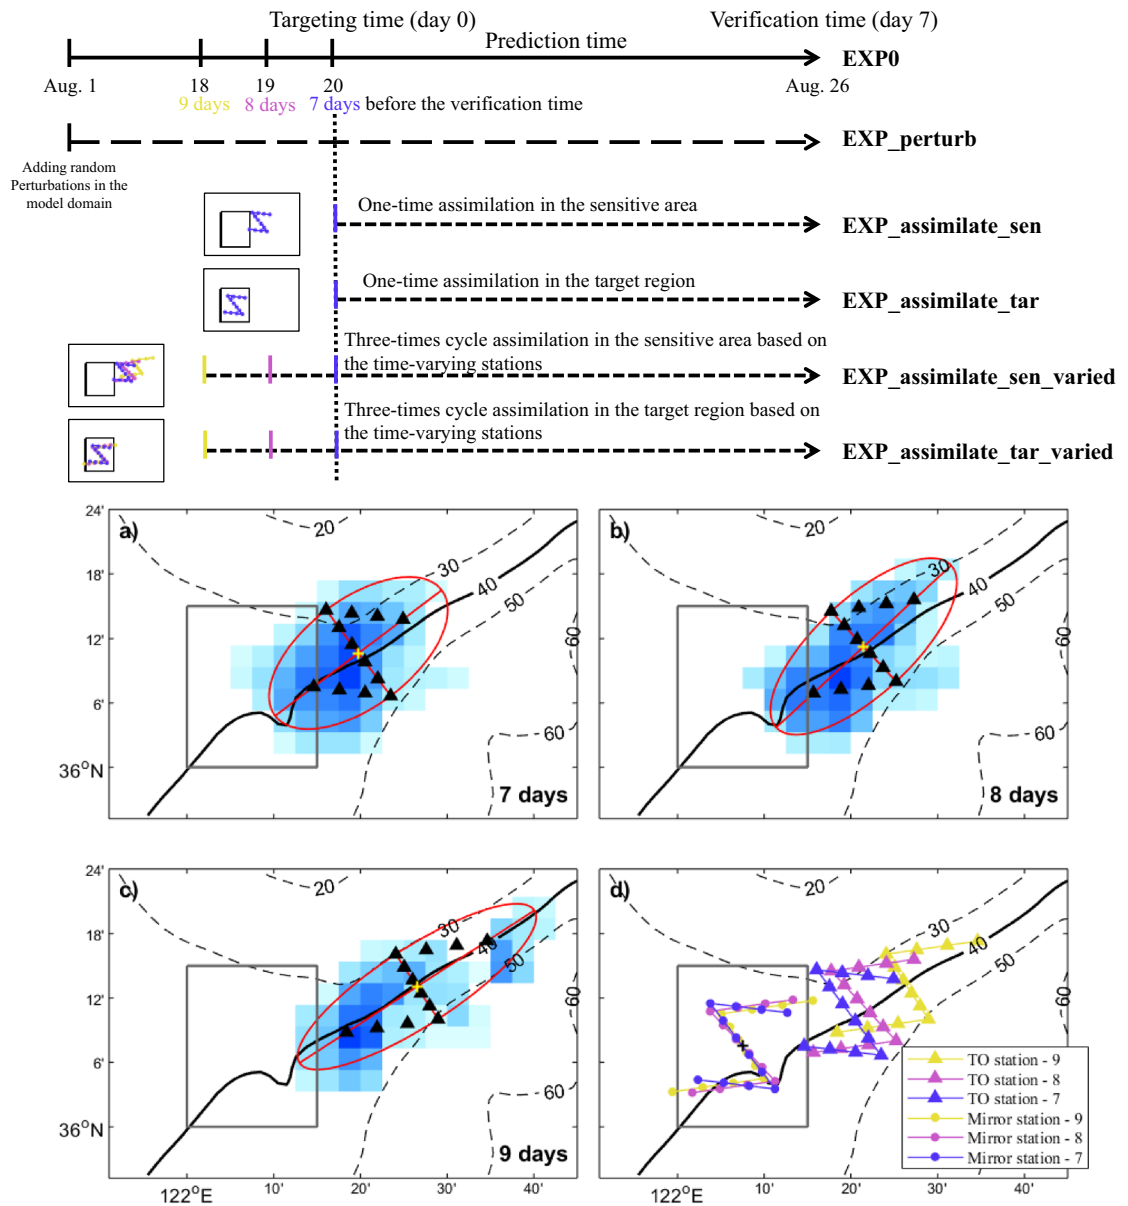 Targeting time (day 0)
Verification time (day 7)
Prediction time
EXP0
Aug. 1
18
19
20
Aug. 26
9 days
8 days
7 days before the verification time
EXP_perturb
Adding random
Perturbations in the
model domain
One-time assimilation in the sensitive area
EXP_assimilate_sen
One-time assimilation in the target region
EXP_assimilate_tar
Three-times cycle assimilation in the sensitive area based on
the time-varying stations
EXP_assimilate_sen_varied
Three-times cycle assimilation in the target region based on
the time-varying stations
EXP_assimilate_tar_varied
a)
24'
18'
12'
6'
36°N
20
30
40
50
60
60
7 days
b)
20
30
40
50
60
60
8 days
c)
24'
18'
12'
6'
36°N
20
30
40
50
60
60
9 days
122°E
10'
20'
30'
40'
d)
20
30
40
50
60
TO station - 9
TO station - 8
TO station - 7
Mirror station - 9
Mirror station - 8
Mirror station - 7
122°E
10'
20'
30'
40'